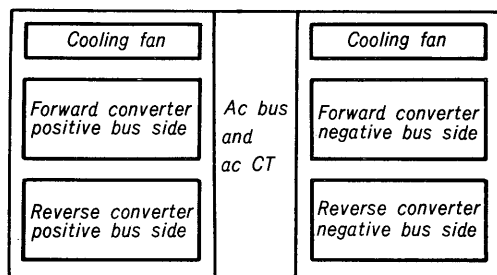 Cooling fan
Forward converter
positive bus side
Reverse converter
positive bus side
Ac bus
and
ac CT
Cooling fan
Forward converter
negative bus side
Reverse converter
negative bus side